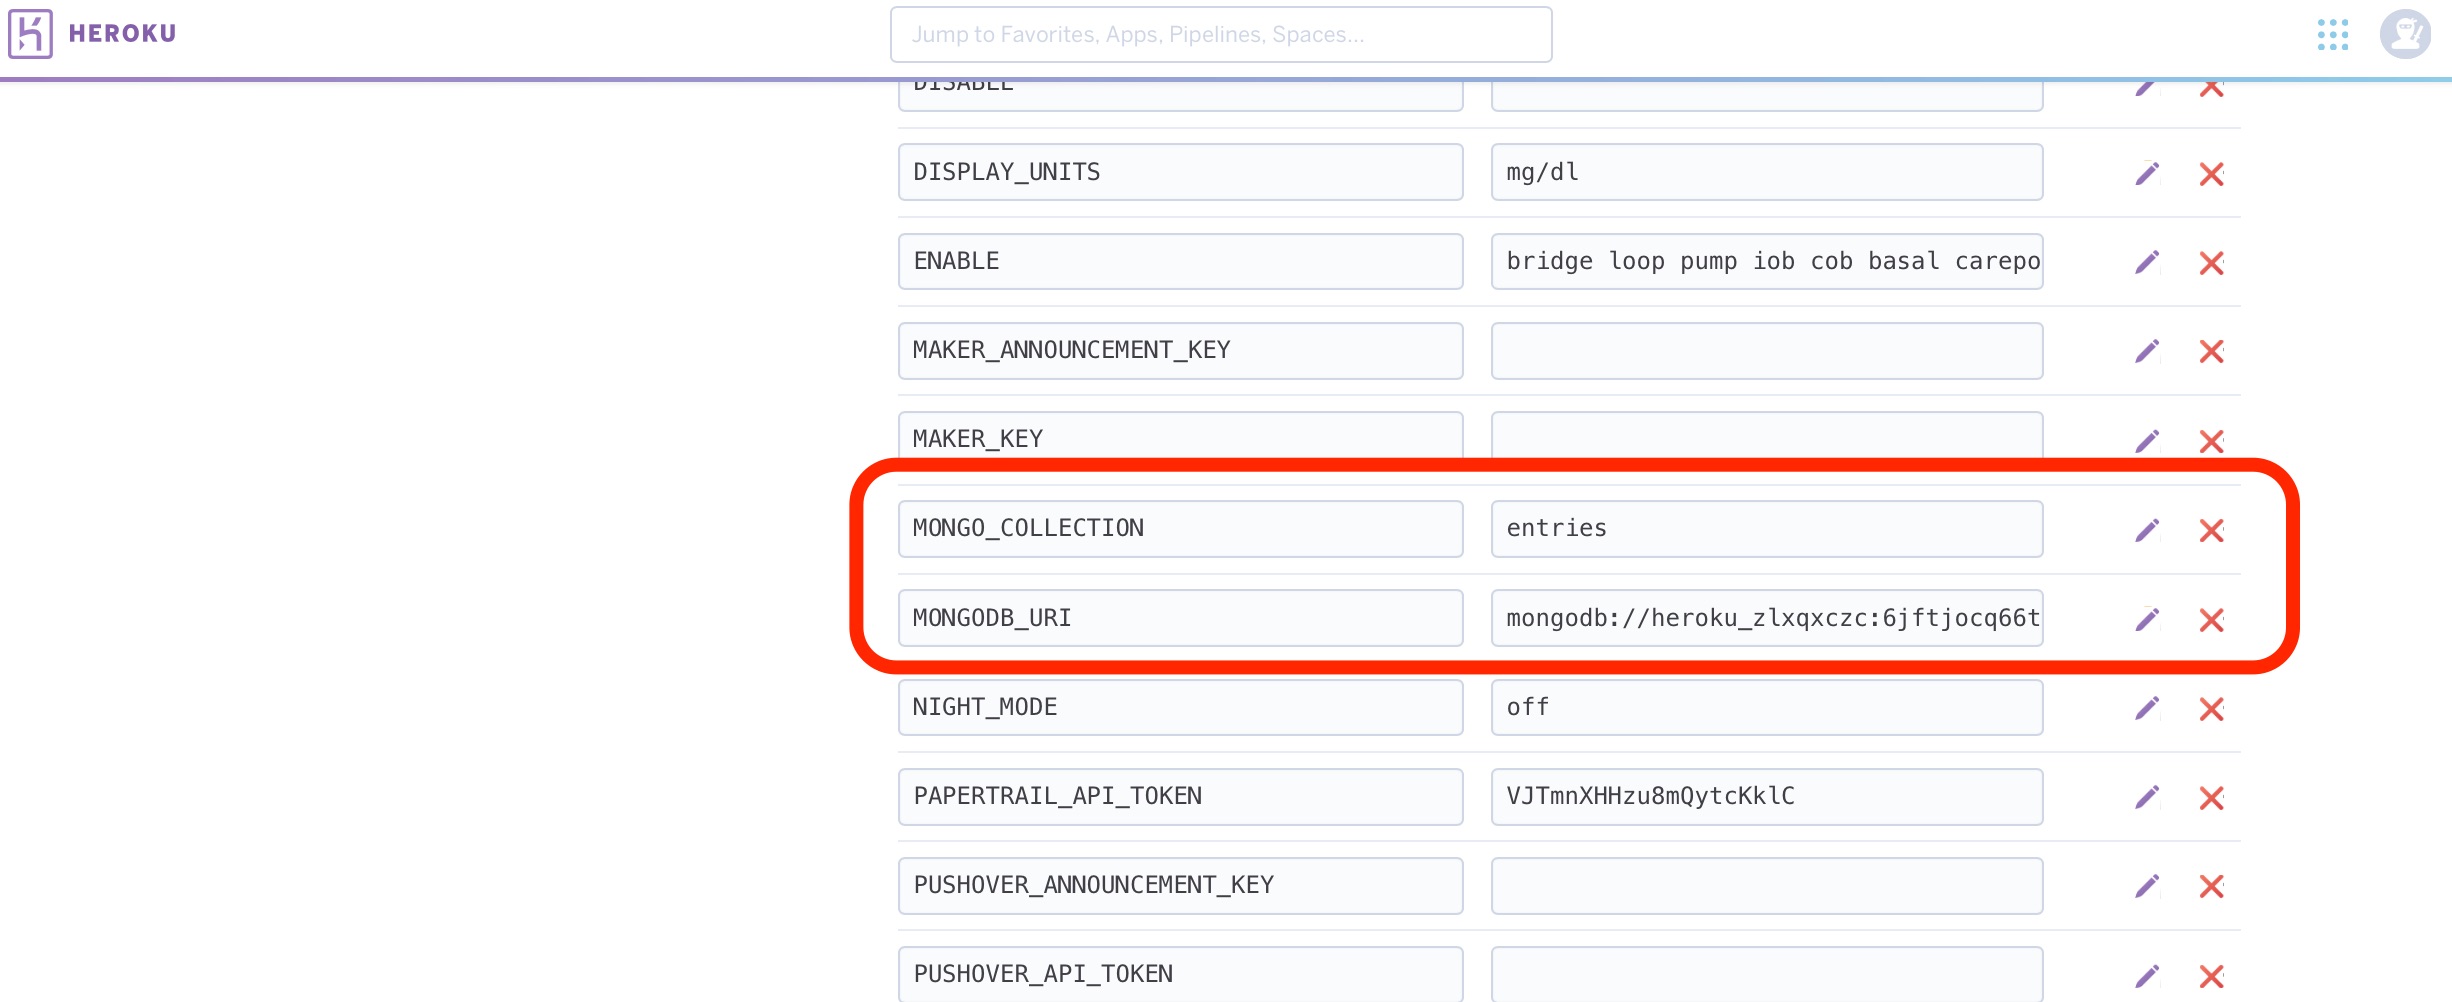 HEROKU
Jump to Favorites, Apps, Pipelines, Spaces...
DISABLE
DISPLAY_UNITS mg/dl
ENABLE bridge loop pump iob cob basal carepo
MAKER_ANNOUNCEMENT_KEY
MAKER_KEY
MONGO_COLLECTION entries
MONGODB_URI mongodb://heroku_zlxqxczc:6jftjocq66t
NIGHT_MODE off
PAPERTRAIL_API_TOKEN VJTmnXHHzu8mQytcKklC
PUSHOVER_ANNOUNCEMENT_KEY
PUSHOVER_API_TOKEN